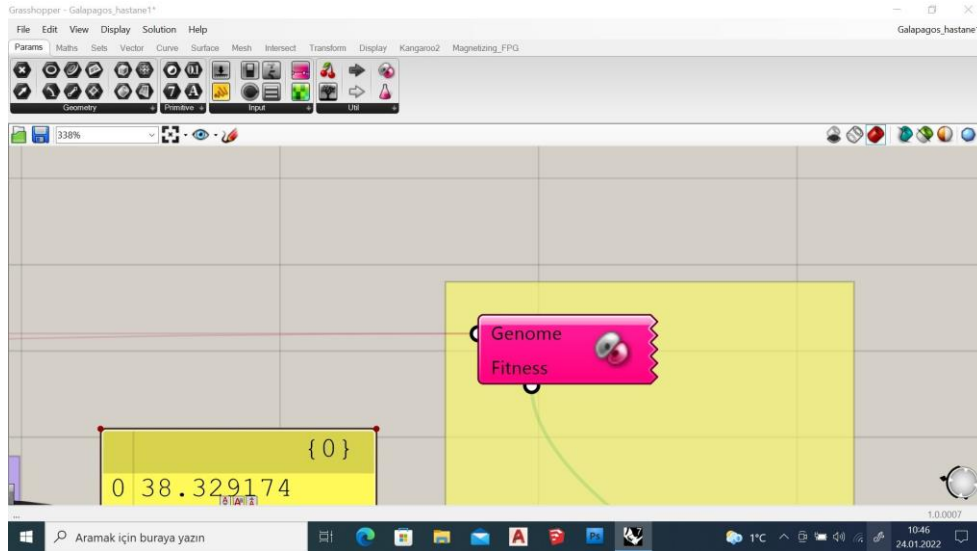 Grasshopper - Galapagos_hastane1*
File Edit View Display Solution Help Galapagos_hastane1
Params Maths Sets Vector Curve Surface Mesh Intersect Transform Display Kangaroo2 Magnetizing_FPG
Geometry Primitive Input Util
338%
Genome
Fitness
{0}
0 38.329174
1.0.0007
Aramak için buraya yazın
1°C
10:46
24.01.2022